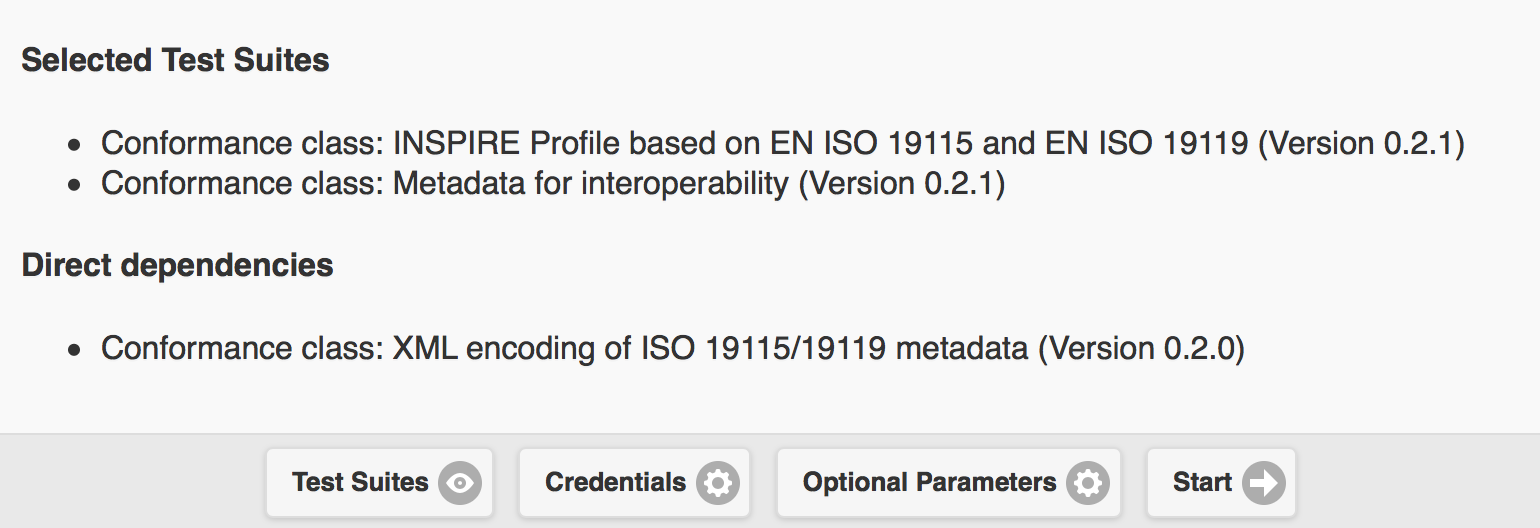 Selected Test Suites
Conformance class: INSPIRE Profile based on EN ISO 19115 and EN ISO 19119 (Version 0.2.1)
Conformance class: Metadata for interoperability (Version 0.2.1)
Direct dependencies
Conformance class: XML encoding of ISO 19115/19119 metadata (Version 0.2.0)
Test Suites Credentials Optional Parameters Start